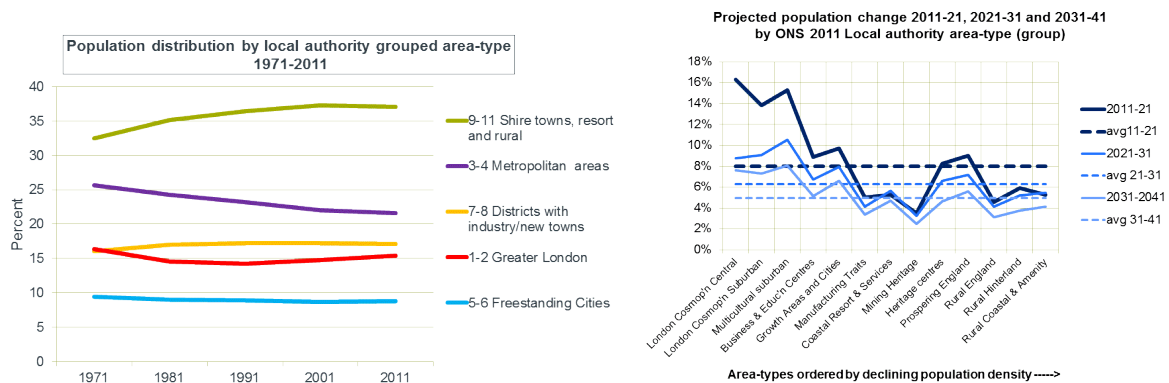 Population distribution by local authority grouped area-type
1971-2011
40
35
30
25
20
15
10
5
0
Percent
1971
1981
1991
2001
2011
9-11 Shire towns, resort
and rural
3-4 Metropolitan areas
7-8 Districts with
industry/new towns
1-2 Greater London
5-6 Freestanding Cities
Projected population change 2011-21, 2021-31 and 2031-41
by ONS 2011 Local authority area-type (group)
18%
16%
14%
12%
10%
8%
6%
4%
2%
0%
London Cosmop'n Central
London Cosmop'n Suburban
Multicultural suburban
Business & Educ'n Centres
Growth Areas and Cities
Manufacturing Traits
Coastal Resort & Services
Mining Heritage
Heritage centres
Prospering England
Rural England
Rural Hinterland
Rural Coastal & Amenity
2011-21
avg11-21
2021-31
avg 21-31
2031-2041
avg 31-41
Area-types ordered by declining population density ----->